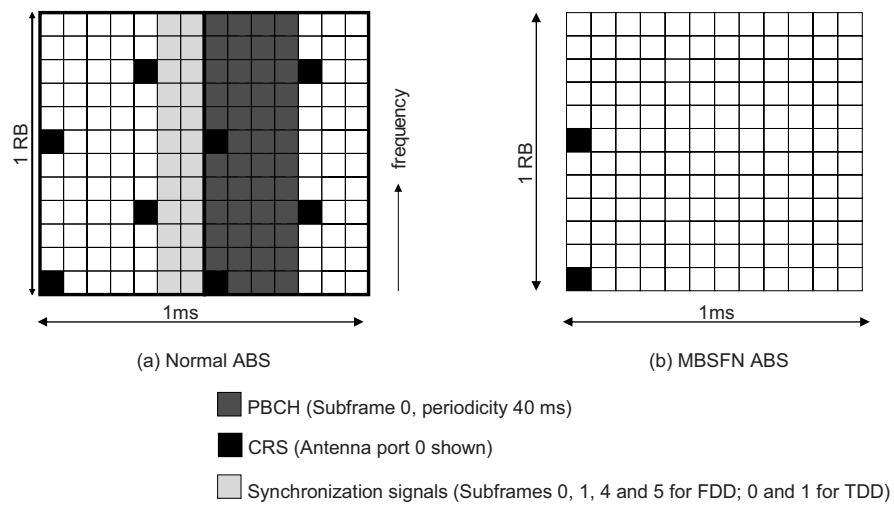 1 RB
frequency
1ms
(a) Normal ABS
1 RB
1ms
(b) MBSFN ABS
PBCH (Subframe 0, periodicity 40 ms)
CRS (Antenna port 0 shown)
Synchronization signals (Subframes 0, 1, 4 and 5 for FDD; 0 and 1 for TDD)